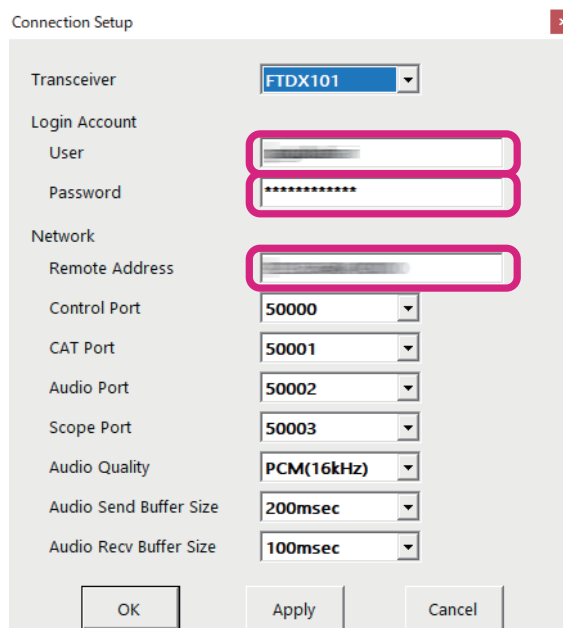 Connection Setup
Transceiver FTDX101
Login Account
User
Password ************
Network
Remote Address
Control Port 50000
CAT Port 50001
Audio Port 50002
Scope Port 50003
Audio Quality PCM(16kHz)
Audio Send Buffer Size 200msec
Audio Recv Buffer Size 100msec
OK Apply Cancel